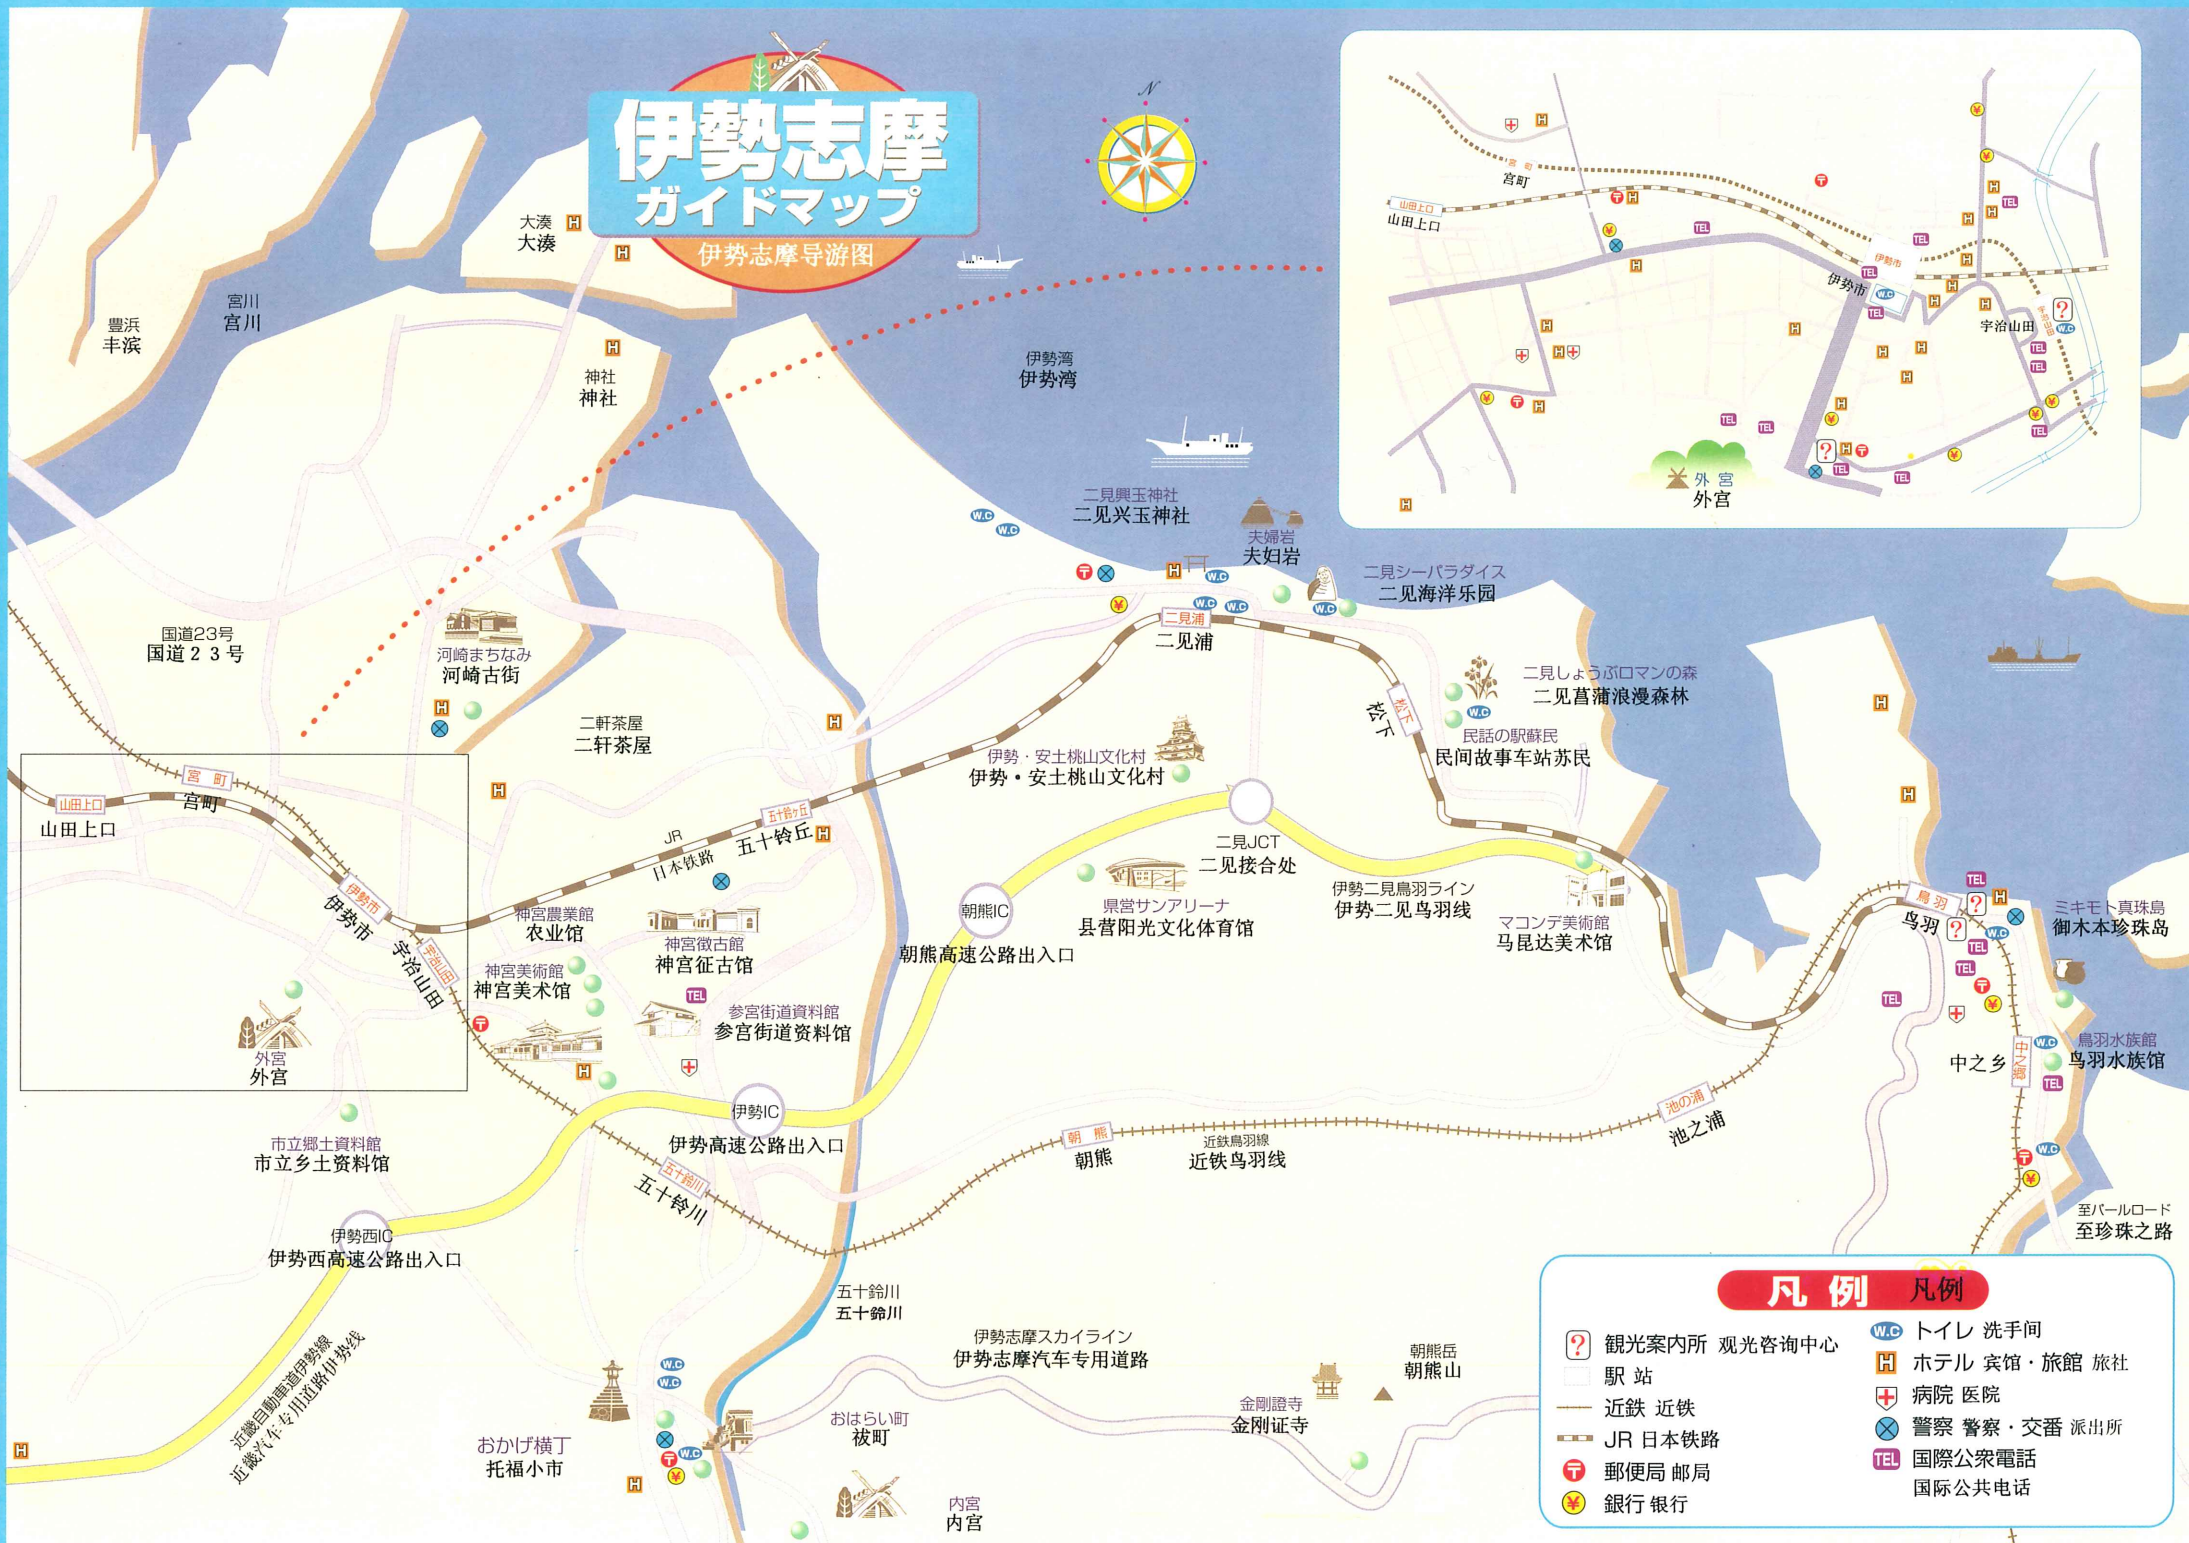 伊勢志摩
ガイドマップ
伊势志摩导游图
N
大湊
大湊
豊浜
丰滨
宮川
宫川
神社
神社
伊勢湾
伊势湾
宮町
宫町
山田上口
山田上口
伊勢市
伊势市
宇治山田
宇治山田
外宮
外宫
二見興玉神社
二见兴玉神社
夫婦岩
夫妇岩
二見シーパラダイス
二见海洋乐园
二見浦
二见浦
松下
松下
二見しょうぶロマンの森
二见菖蒲浪漫森林
民話の駅蘇民
民间故事车站苏民
国道23号
国道23号
河崎まちなみ
河崎古街
二軒茶屋
二轩茶屋
伊勢・安土桃山文化村
伊势・安土桃山文化村
宮町
宫町
山田上口
山田上口
伊勢市
伊势市
宇治山田
宇治山田
JR
日本铁路
五十鈴ヶ丘
五十铃丘
二見JCT
二见接合处
伊勢二見鳥羽ライン
伊势二见鸟羽线
県営サンアリーナ
县营阳光文化体育馆
朝熊IC
朝熊高速公路出入口
マコンデ美術館
马昆达美术馆
鳥羽
鸟羽
ミキモト真珠島
御木本珍珠岛
鳥羽水族館
鸟羽水族馆
中之郷
中之乡
神宮農業館
农业馆
神宮徴古館
神宫征古馆
神宮美術館
神宫美术馆
参宮街道資料館
参宫街道资料馆
外宮
外宫
市立郷土資料館
市立乡土资料馆
伊勢IC
伊势高速公路出入口
五十鈴川
五十铃川
朝熊
朝熊
近鉄鳥羽線
近铁鸟羽线
池の浦
池之浦
伊勢西IC
伊势西高速公路出入口
近畿自動車道伊勢線
近畿汽车专用道路伊势线
五十鈴川
五十鈴川
至パールロード
至珍珠之路
伊勢志摩スカイライン
伊势志摩汽车专用道路
朝熊岳
朝熊山
金剛證寺
金刚证寺
おはらい町
祓町
おかげ横丁
托福小市
内宮
内宫
凡例 凡例
? 観光案内所 观光咨询中心
駅 站
近鉄 近铁
JR 日本铁路
〒 郵便局 邮局
¥ 銀行 银行
W.C トイレ 洗手间
H ホテル 宾馆・旅館 旅社
病院 医院
警察 警察・交番 派出所
TEL 国際公衆電話
国际公共电话